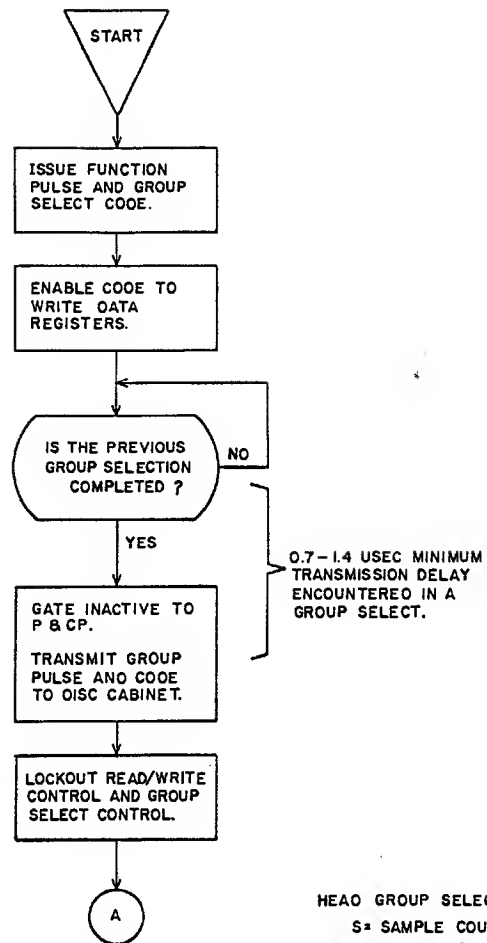 START
ISSUE FUNCTION
PULSE AND GROUP
SELECT COOE.
ENABLE COOE TO
WRITE OATA
REGISTERS.
IS THE PREVIOUS
GROUP SELECTION
COMPLETED ?
NO
YES
0.7-1.4 USEC MINIMUM
TRANSMISSION DELAY
ENCOUNTERED IN A
GROUP SELECT.
GATE INACTIVE TO
P & CP.
TRANSMIT GROUP
PULSE ANO COOE
TO OISC CABINET.
LOCKOUT READ/WRITE
CONTROL AND GROUP
SELECT CONTROL.
A
HEAO GROUP SELEC
S= SAMPLE COU